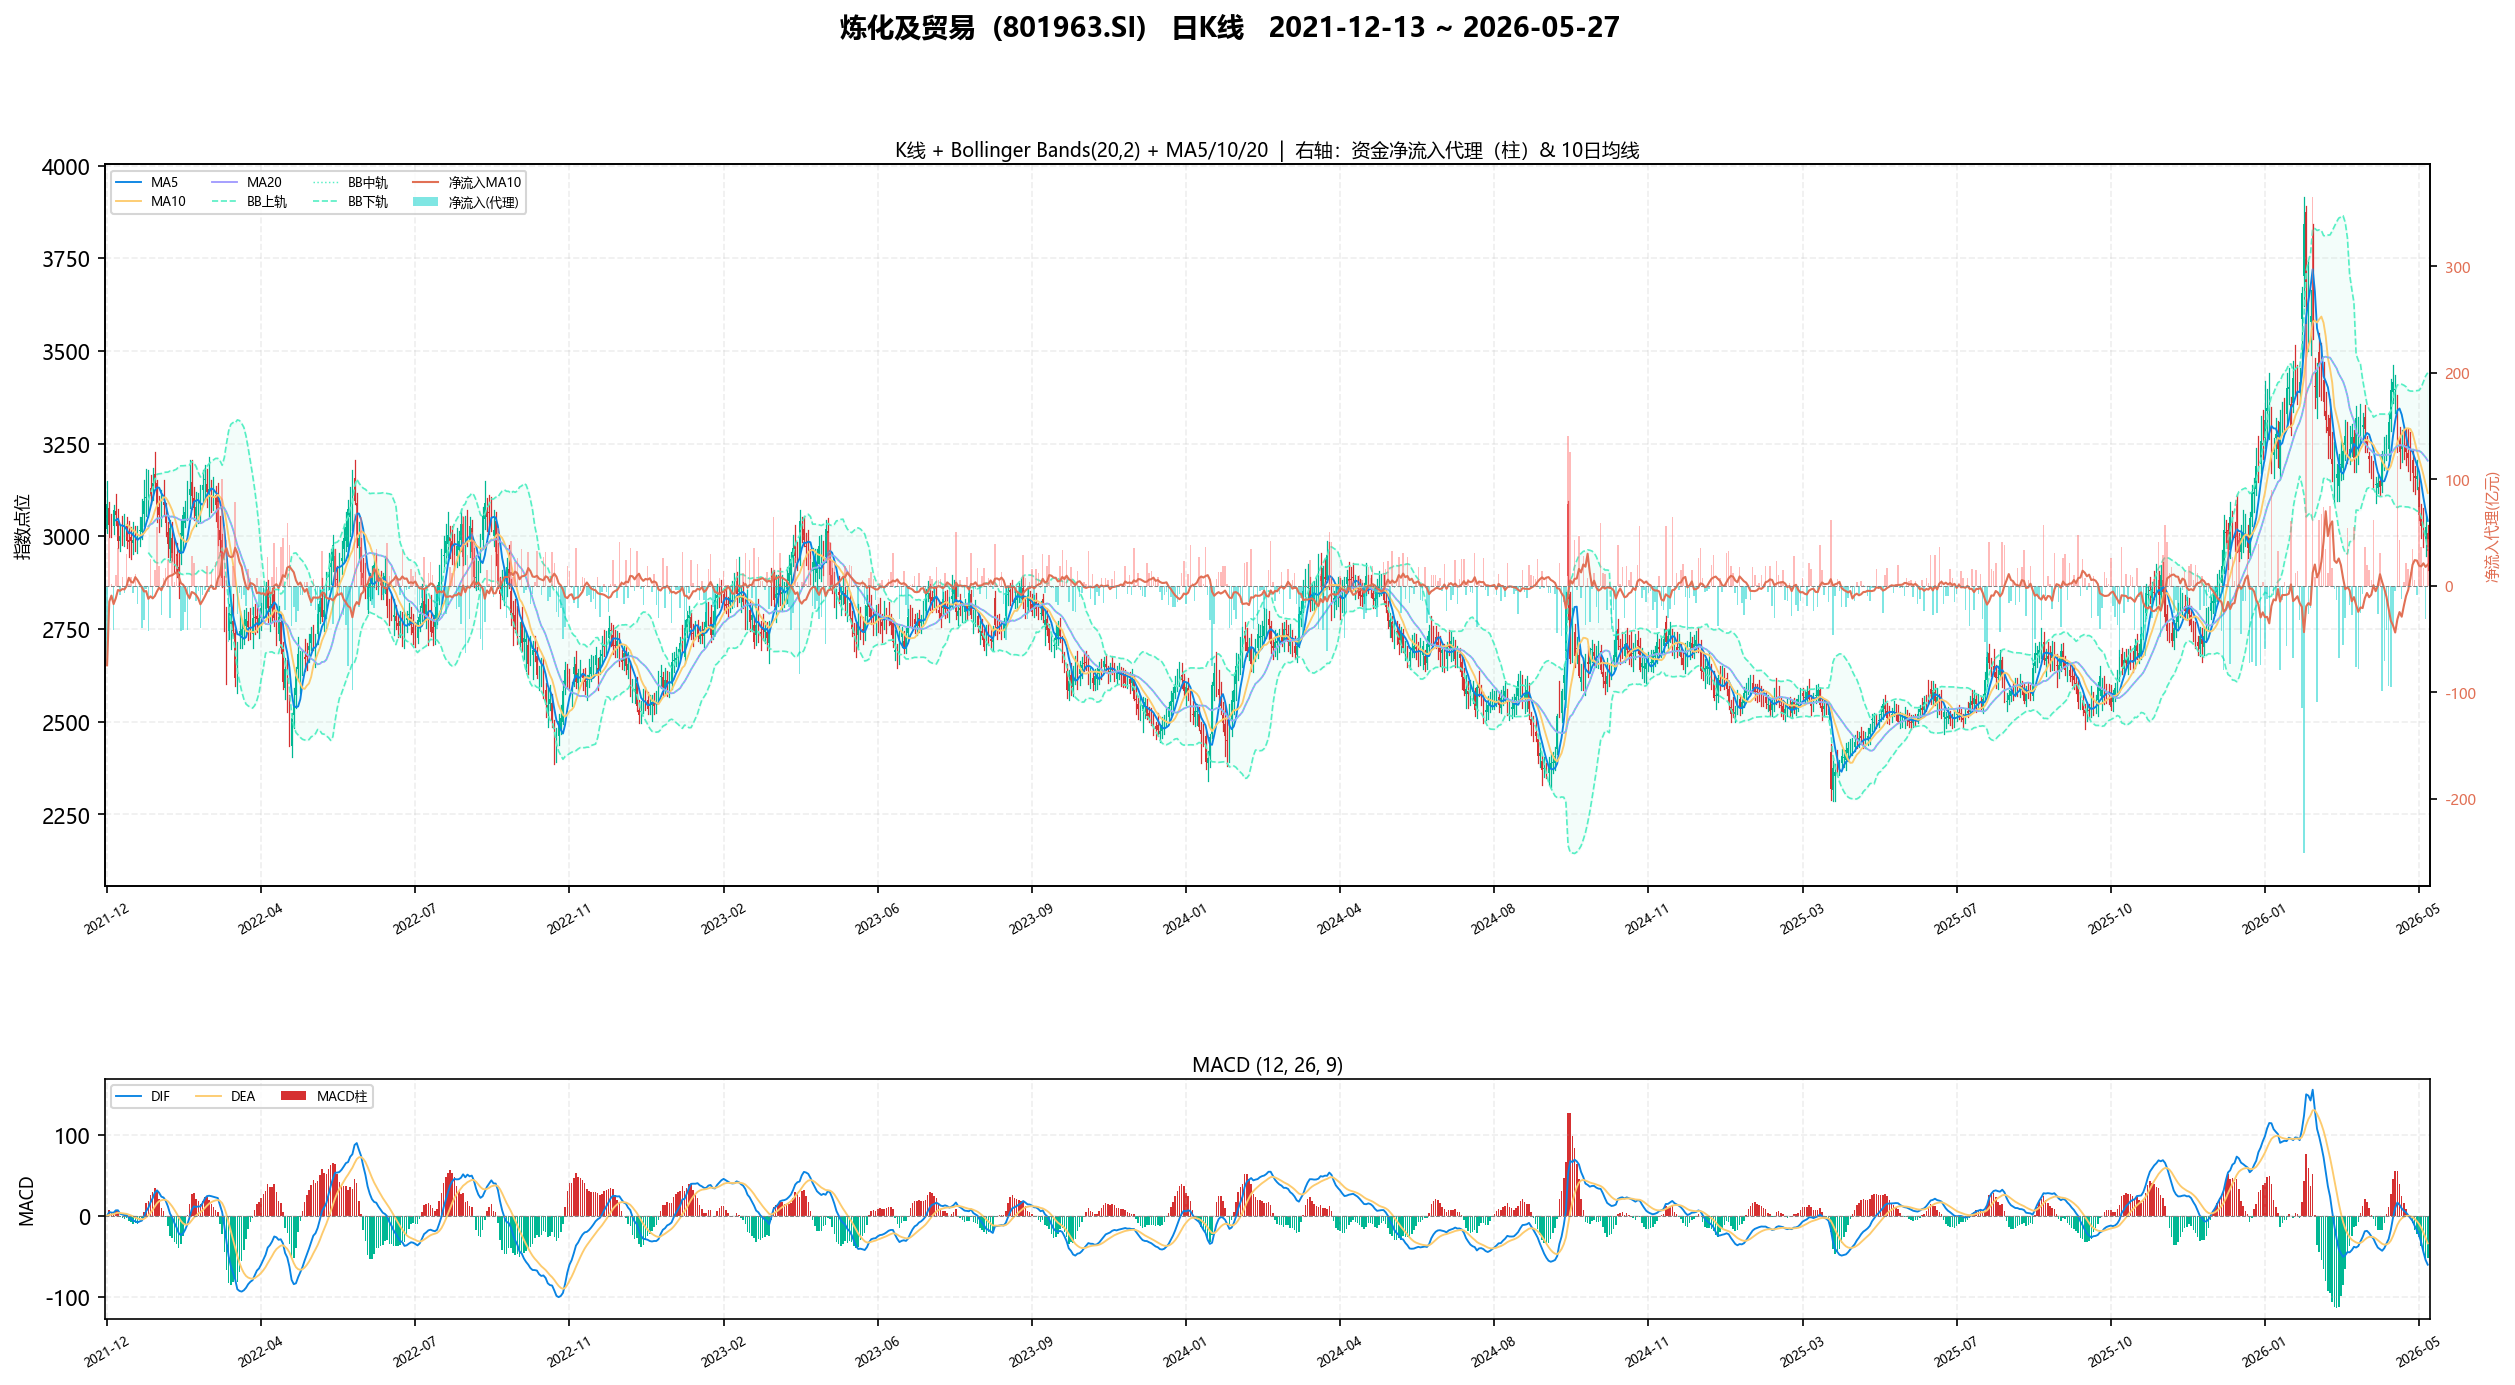 炼化及贸易  (801963.SI)   日K线   2021-12-13 ~ 2026-05-27
K线 + Bollinger Bands(20,2) + MA5/10/20  |  右轴：资金净流入代理（柱）& 10日均线
MA5
MA20
BB中轨
净流入MA10
MA10
BB上轨
BB下轨
净流入(代理)
4000
3750
3500
3250
3000
2750
2500
2250
指数点位
300
200
100
0
-100
-200
净流入代理(亿元)
2021-12
2022-04
2022-07
2022-11
2023-02
2023-06
2023-09
2024-01
2024-04
2024-08
2024-11
2025-03
2025-07
2025-10
2026-01
2026-05
MACD (12, 26, 9)
DIF
DEA
MACD柱
100
0
-100
MACD
2021-12
2022-04
2022-07
2022-11
2023-02
2023-06
2023-09
2024-01
2024-04
2024-08
2024-11
2025-03
2025-07
2025-10
2026-01
2026-05